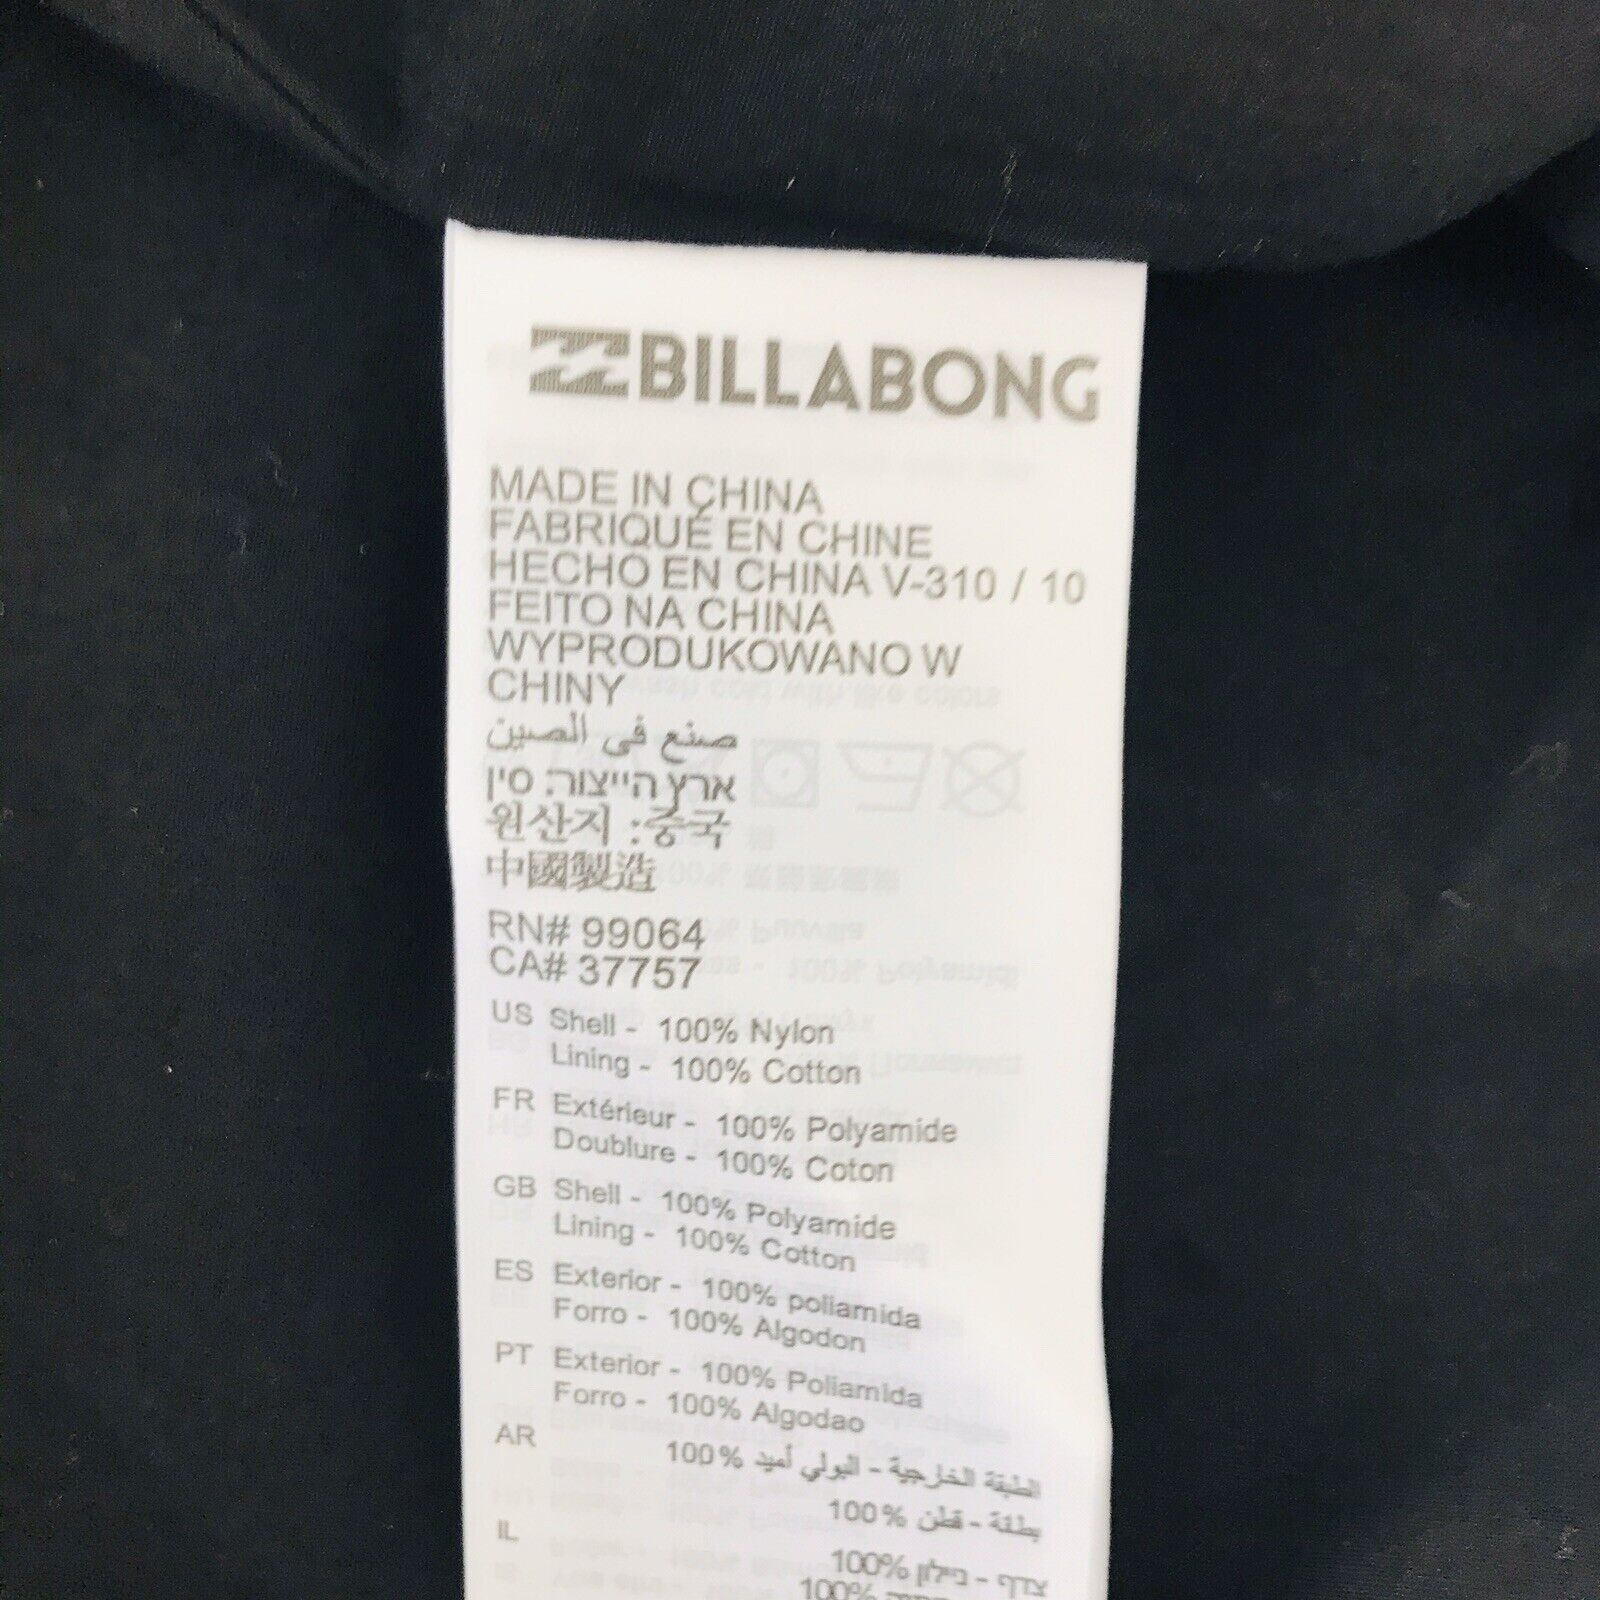 BILLABONG
MADE IN CHINA
FABRIQUÉ EN CHINE
HECHO EN CHINA V-310 / 10
FEITO NA CHINA
WYPRODUKOWANO W
CHINY
صنع في الصين
ארץ הייצור: סין
원산지 :중국
中國製造
RN# 99064
CA# 37757
US Shell - 100% Nylon
Lining - 100% Cotton
FR Extérieur - 100% Polyamide
Doublure - 100% Coton
GB Shell - 100% Polyamide
Lining - 100% Cotton
ES Exterior - 100% poliamida
Forro - 100% Algodon
PT Exterior - 100% Poliamida
Forro - 100% Algodao
AR الطبقة الخارجية - البولي أميد %100
بطانة - قطن %100
IL צדף - ניילון 100%
100%